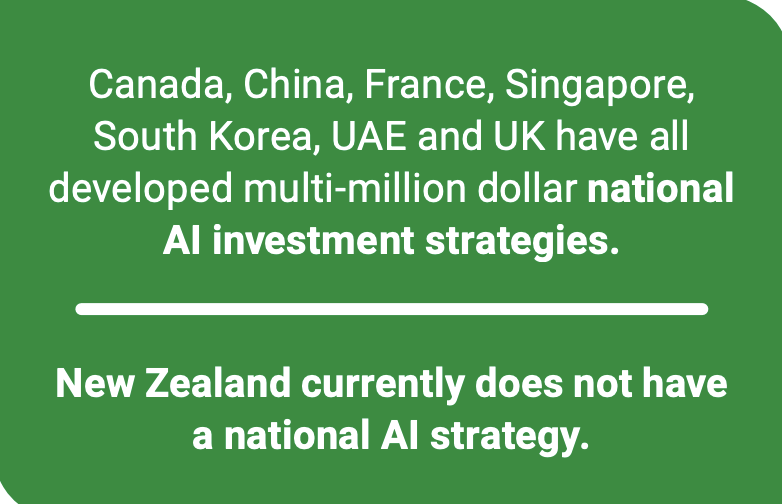 Canada, China, France, Singapore,
South Korea, UAE and UK have all
developed multi-million dollar national
AI investment strategies.
New Zealand currently does not have
a national AI strategy.